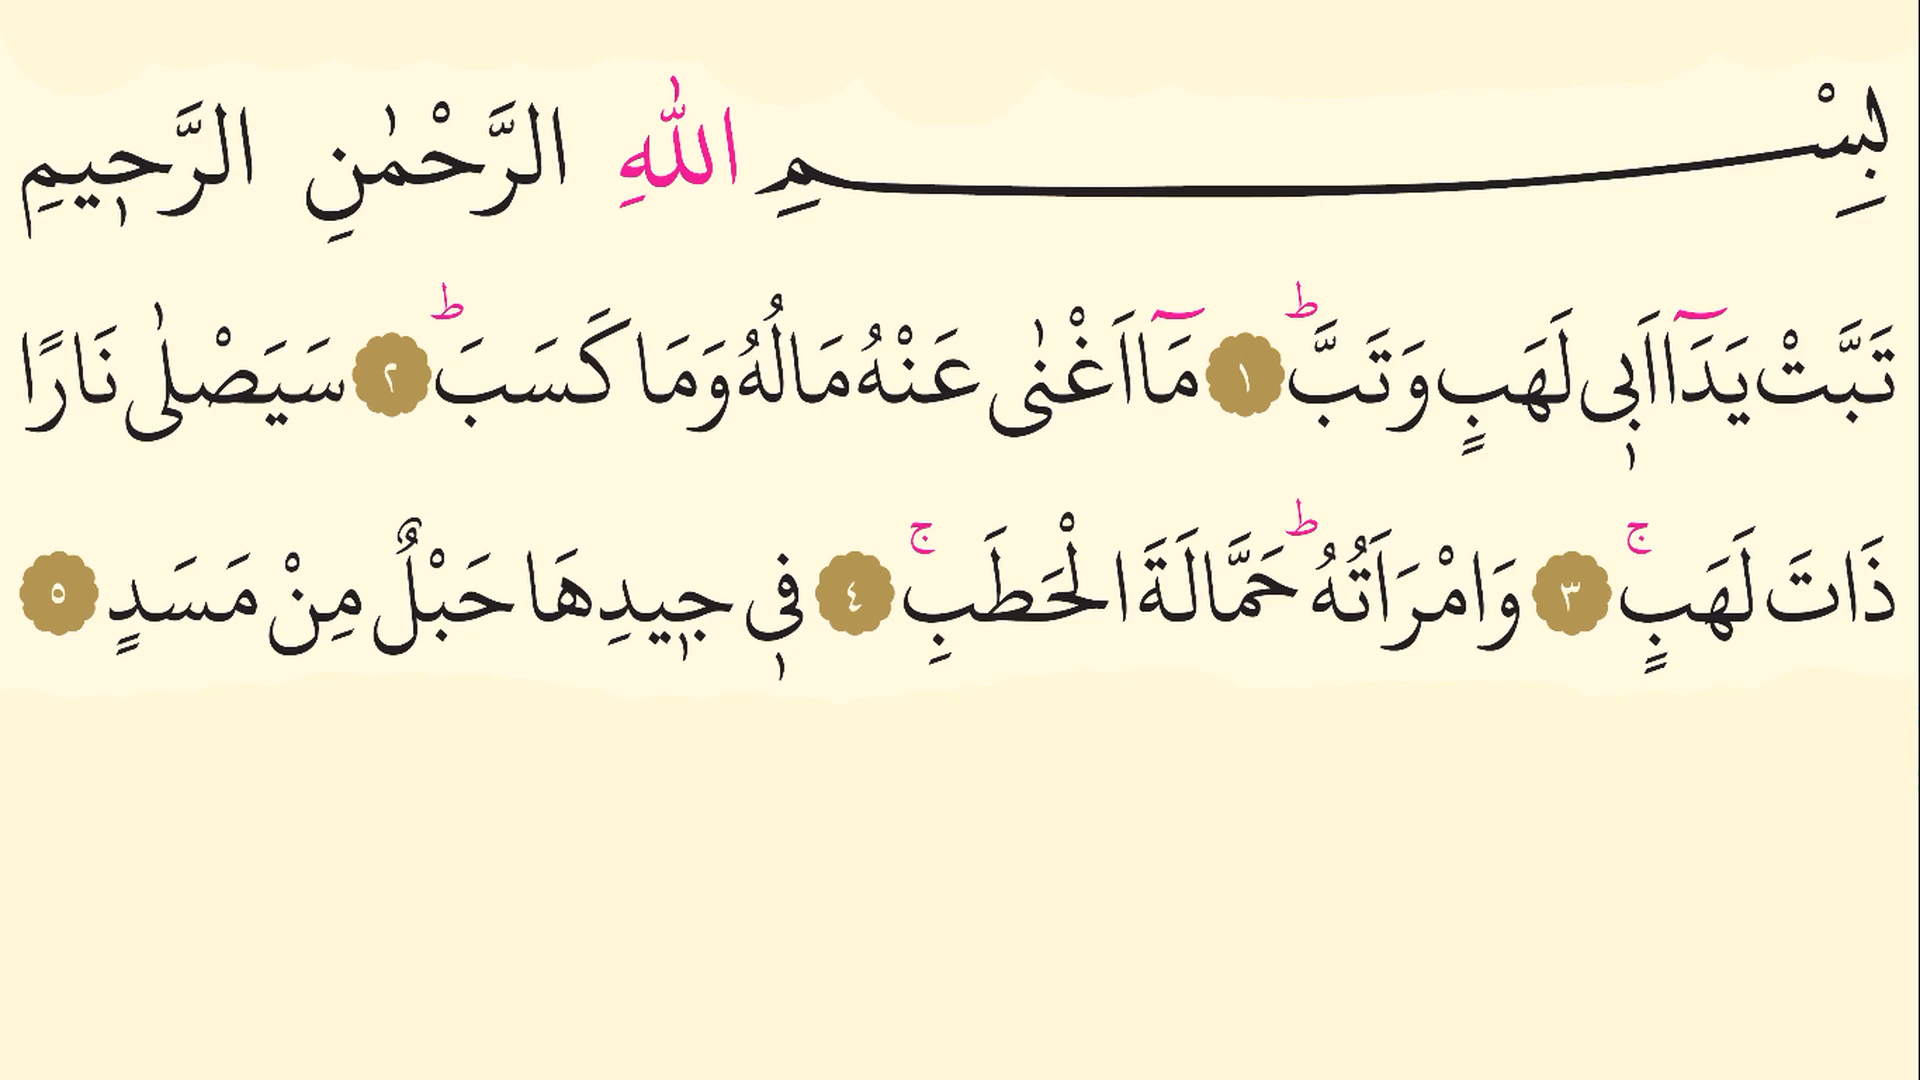 بِسْمِ اللّٰهِ الرَّحْمٰنِ الرَّحٖيمِ
تَبَّتْ يَدَٓا اَبٖي لَهَبٍ وَتَبَّؕ ١ مَٓا اَغْنٰى عَنْهُ مَالُهُ وَمَا كَسَبَؕ ٢ سَيَصْلٰى نَارًا
ذَاتَ لَهَبٍۚ ٣ وَامْرَاَتُهُؕ حَمَّالَةَ الْحَطَبِۚ ٤ فٖى جٖيدِهَا حَبْلٌ مِنْ مَسَدٍ ٥